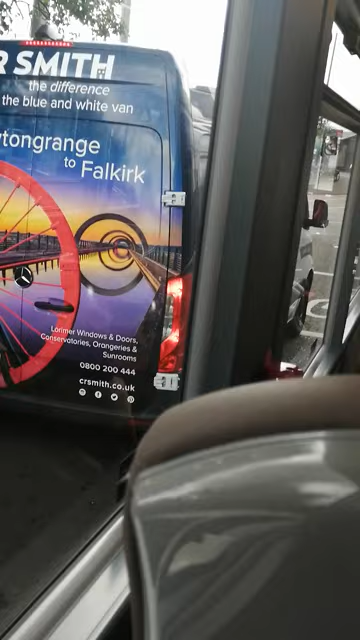 R SMITH
the difference
the blue and white van
tongrange
to Falkirk
Lorimer Windows & Doors,
Conservatories, Orangeries &
Sunrooms
0800 200 444
crsmith.co.uk